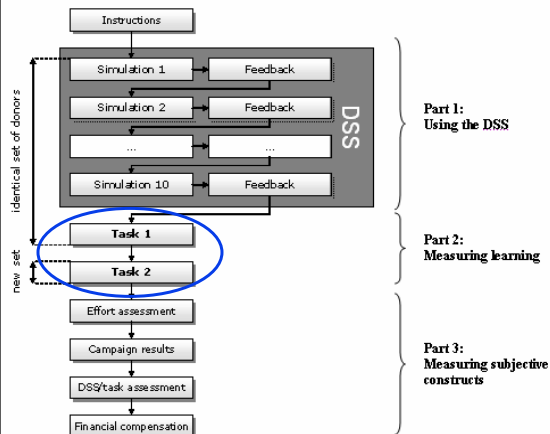 Instructions
Simulation 1
Feedback
Simulation 2
Feedback
...
...
Simulation 10
Feedback
DSS
identical set of donors
Part 1:
Using the DSS
Task 1
Task 2
new set
Part 2:
Measuring learning
Effort assessment
Campaign results
DSS/task assessment
Financial compensation
Part 3:
Measuring subjective
constructs